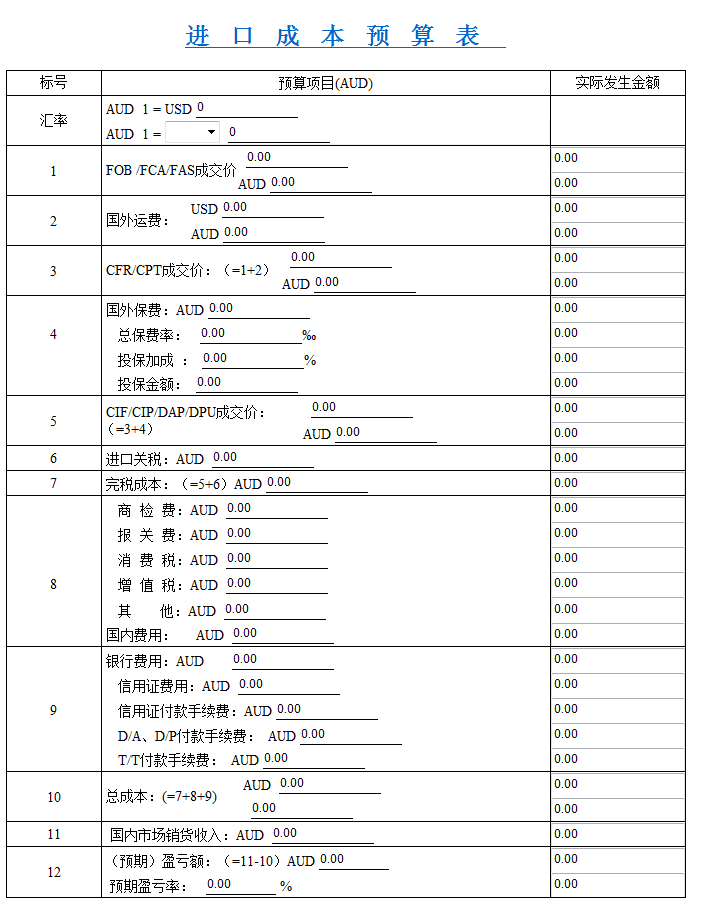 进 口 成 本 预 算 表
标号 预算项目(AUD) 实际发生金额
汇率 AUD 1 = USD 0
AUD 1 = 0
1 FOB /FCA/FAS成交价 0.00 0.00
AUD 0.00 0.00
2 国外运费： USD 0.00 0.00
AUD 0.00 0.00
3 CFR/CPT成交价：（=1+2） 0.00 0.00
AUD 0.00 0.00
4 国外保费：AUD 0.00 0.00
总保费率： 0.00 ‰ 0.00
投保加成 ： 0.00 % 0.00
投保金额： 0.00 0.00
5 CIF/CIP/DAP/DPU成交价： 0.00 0.00
（=3+4） AUD 0.00 0.00
6 进口关税：AUD 0.00 0.00
7 完税成本：（=5+6）AUD 0.00 0.00
8 商 检 费：AUD 0.00 0.00
报 关 费：AUD 0.00 0.00
消 费 税：AUD 0.00 0.00
增 值 税：AUD 0.00 0.00
其 他：AUD 0.00 0.00
国内费用： AUD 0.00 0.00
9 银行费用：AUD 0.00 0.00
信用证费用：AUD 0.00 0.00
信用证付款手续费：AUD 0.00 0.00
D/A、D/P付款手续费： AUD 0.00 0.00
T/T付款手续费： AUD 0.00 0.00
10 总成本：(=7+8+9) AUD 0.00 0.00
0.00 0.00
11 国内市场销货收入：AUD 0.00 0.00
12 （预期）盈亏额：（=11-10）AUD 0.00 0.00
预期盈亏率： 0.00 % 0.00